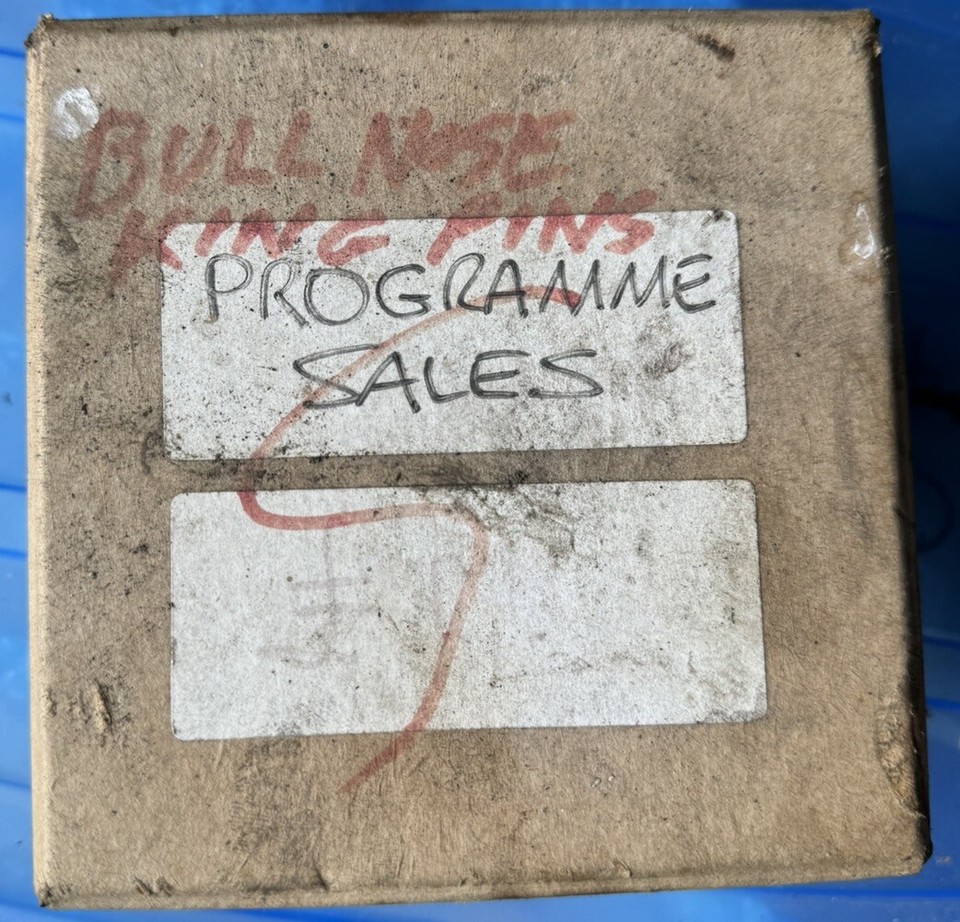 BULL NOSE
KING PINS
PROGRAMME
SALES